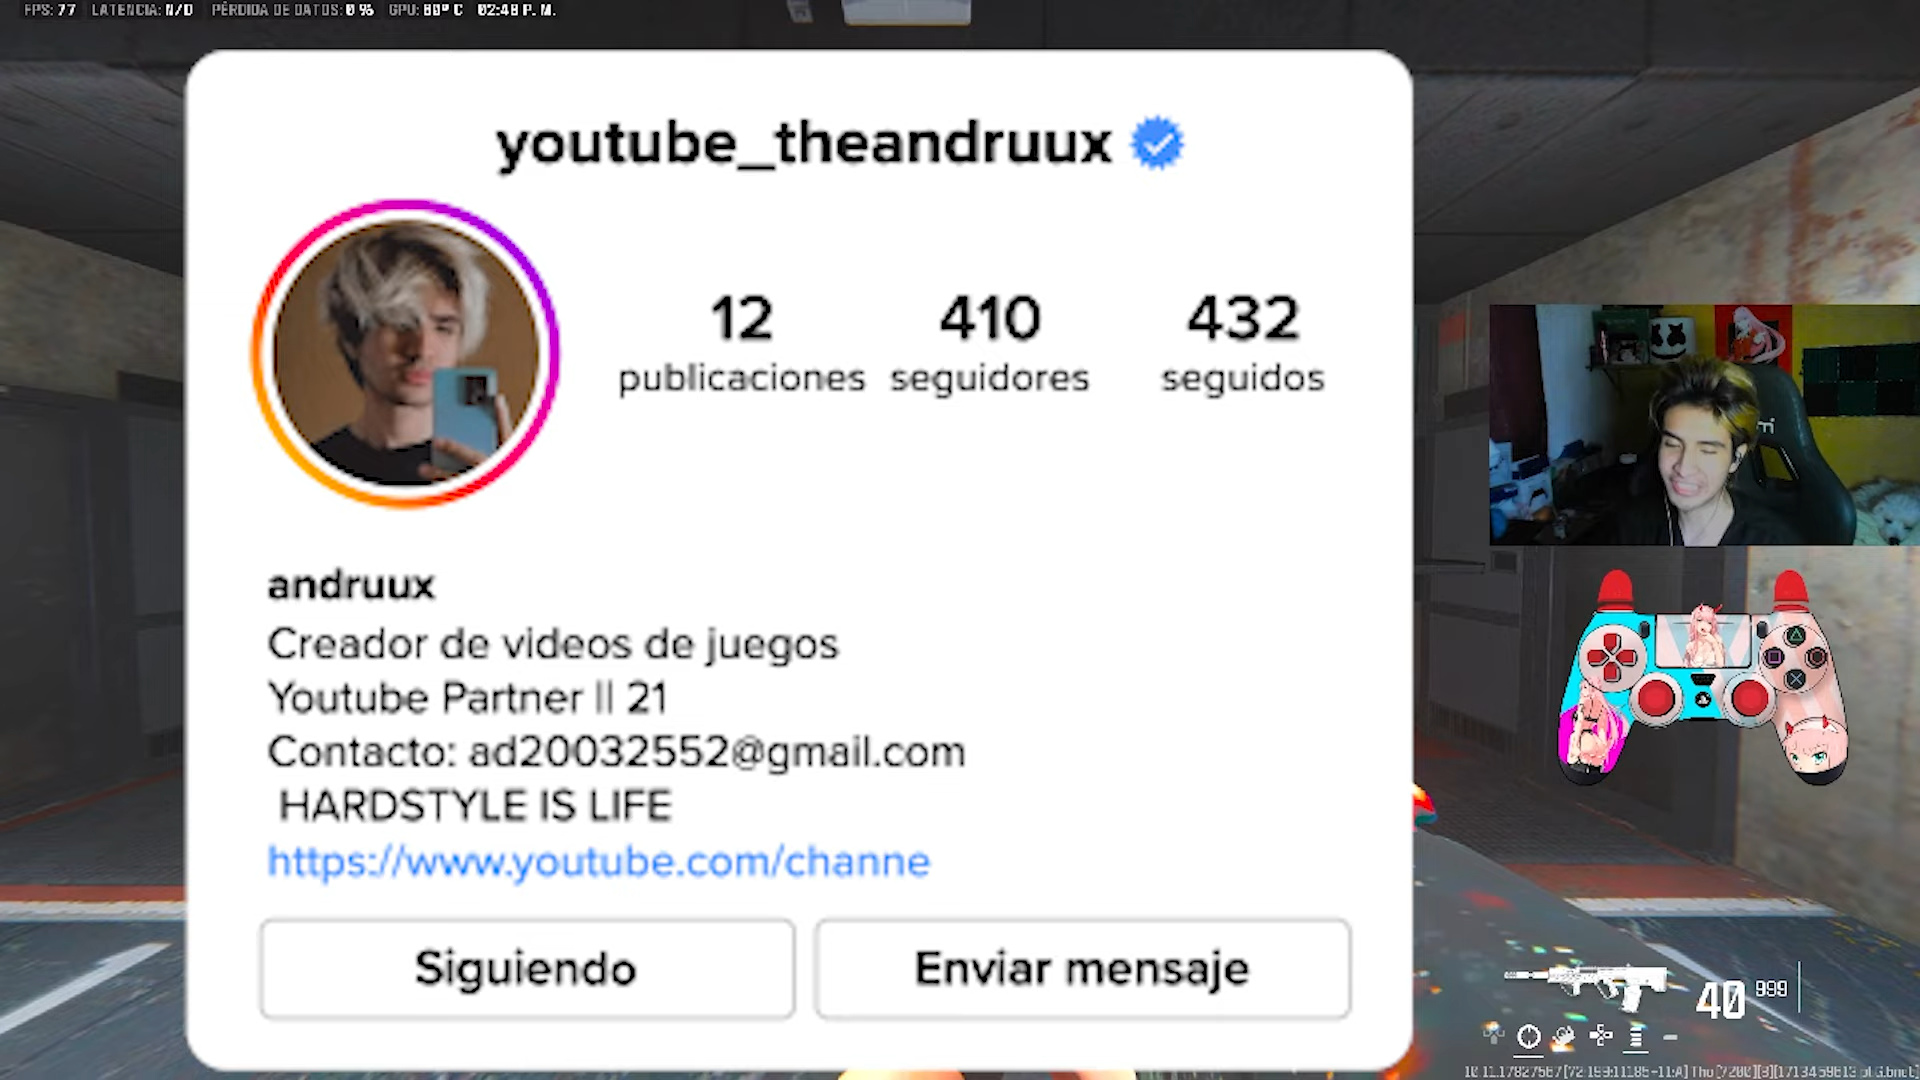 FPS: 77 LATENCIA: N/D PÉRDIDA DE DATOS: 0 % GPU: 80º C 02:48 P. M.
youtube_theandruux
12 410 432
publicaciones seguidores seguidos
andruux
Creador de videos de juegos
Youtube Partner || 21
Contacto: ad20032552@gmail.com
HARDSTYLE IS LIFE
https://www.youtube.com/channe
Siguiendo Enviar mensaje
40 999